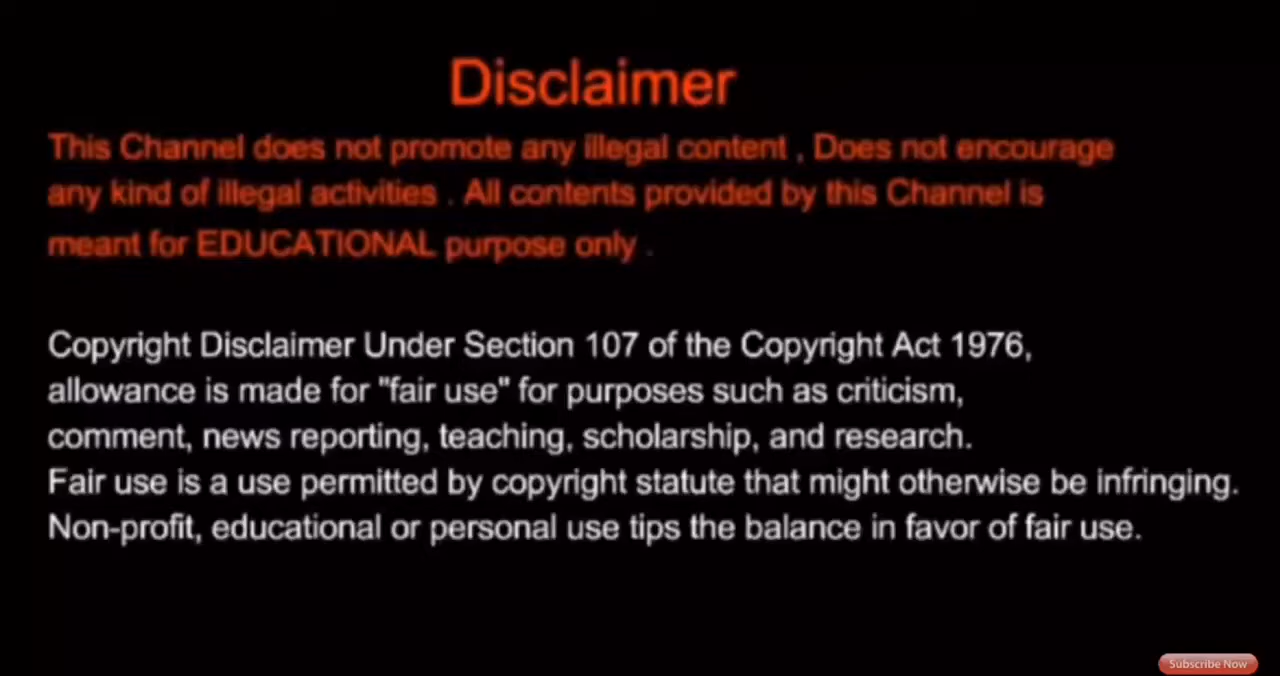 Disclaimer
This Channel does not promote any illegal content , Does not encourage
any kind of illegal activities . All contents provided by this Channel is
meant for EDUCATIONAL purpose only .
Copyright Disclaimer Under Section 107 of the Copyright Act 1976,
allowance is made for "fair use" for purposes such as criticism,
comment, news reporting, teaching, scholarship, and research.
Fair use is a use permitted by copyright statute that might otherwise be infringing.
Non-profit, educational or personal use tips the balance in favor of fair use.
Subscribe Now